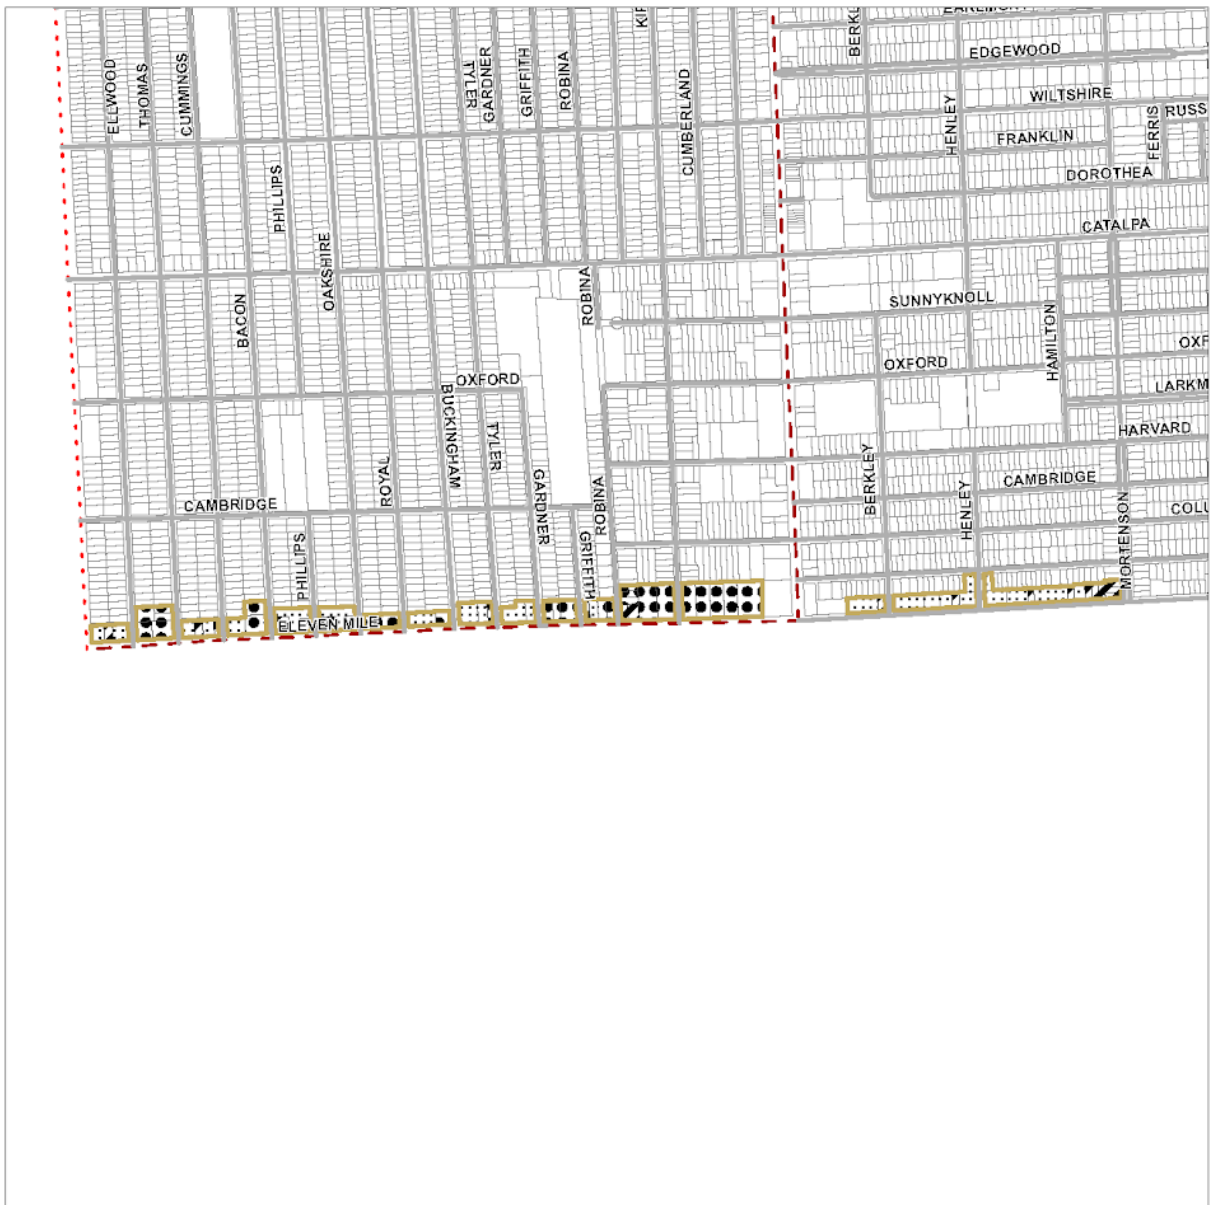 EDGEWOOD
WILTSHIRE
RUSS
FRANKLIN
FERRIS
HENLEY
DOROTHEA
CATALPA
ELLWOOD
THOMAS
CUMMINGS
TYLER
GARDNER
GRIFFITH
ROBINA
CUMBERLAND
PHILLIPS
OAKSHIRE
BACON
ROBINA
SUNNYKNOLL
HAMILTON
OXFORD
OXF
LARKM
OXFORD
BUCKINGHAM
TYLER
HARVARD
ROYAL
BERKLEY
CAMBRIDGE
CAMBRIDGE
HENLEY
GARDNER
ROBINA
COLU
MORTENSON
PHILLIPS
GRIFFITH
ELEVEN MILE
BERKL